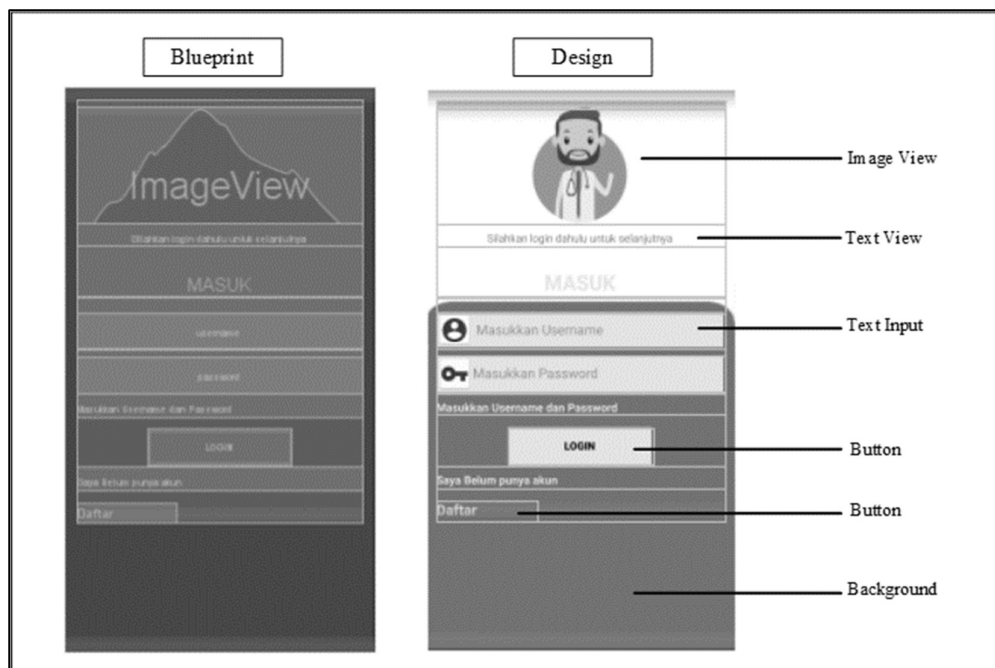 Blueprint
Design
ImageView
Silahkan login dahulu untuk selanjutnya
MASUK
username
password
Masukkan Username dan Password
LOGIN
Saya Belum punya akun
Daftar
Silahkan login dahulu untuk selanjutnya
MASUK
Masukkan Username
Masukkan Password
Masukkan Username dan Password
LOGIN
Saya Belum punya akun
Daftar
Image View
Text View
Text Input
Button
Button
Background